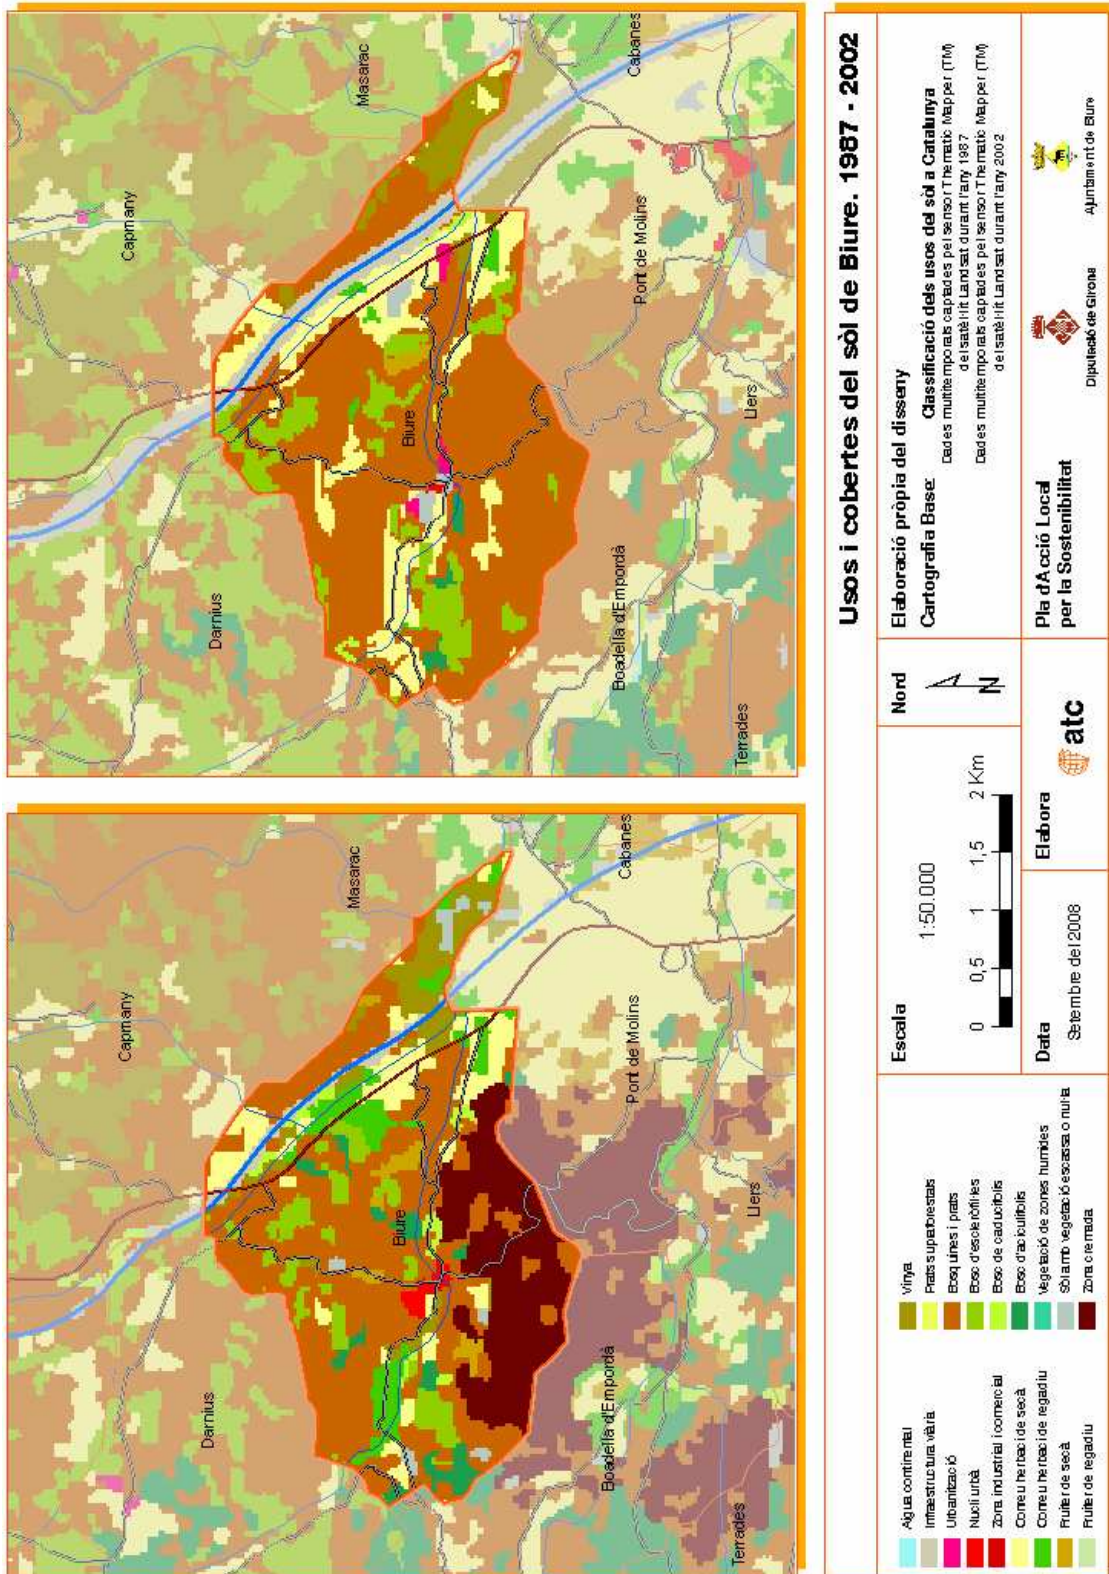 Capmany
Masarac
Darnius
Biure
Cabanes
Boadella d'Empordà
Pont de Molins
Terrades
Llers
Capmany
Masarac
Darnius
Biure
Cabanes
Boadella d'Empordà
Pont de Molins
Terrades
Llers
Usos i cobertes del sòl de Biure. 1987 - 2002
Aigua continental
Infraestructura viària
Urbanització
Nucli urbà
Zona industrial i comercial
Conreu herbaci de secà
Conreu herbaci de regadiu
Fruiter de secà
Fruiter de regadiu
Vinya
Prats supraforestals
Bosquines i prats
Bosc d'escleròfil·les
Bosc de caducifolis
Bosc d'aciculifolis
Vegetació de zones humides
Sòl amb vegetació escassa o nul·la
Zona cremada
Escala
1:50.000
0 0,5 1 1,5 2 Km
Nord
N
Elaboració pròpia del disseny
Cartografia Base: Classificació dels usos del sòl a Catalunya
Dades multitemporals captades pel sensor Thematic Mapper (TM)
del satèl·lit Landsat durant l'any 1987
Dades multitemporals captades pel sensor Thematic Mapper (TM)
del satèl·lit Landsat durant l'any 2002
Data
Setembre del 2008
Elabora
atc
Pla d'Acció Local
per la Sostenibilitat
Diputació de Girona
Ajuntament de Biure